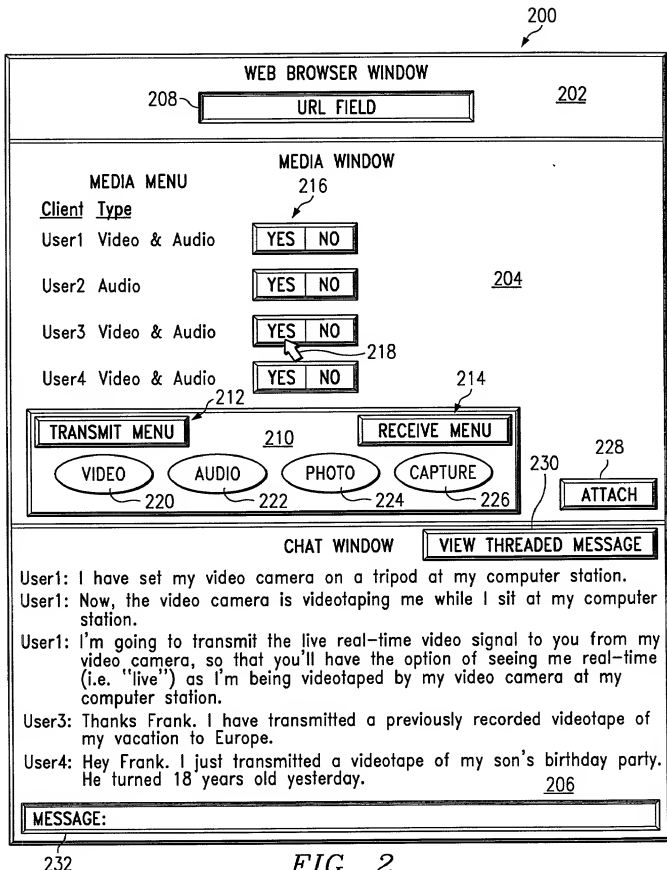 200
WEB BROWSER WINDOW
208
URL FIELD
202
MEDIA WINDOW
MEDIA MENU
216
Client Type
User1 Video & Audio YES NO
User2 Audio YES NO
204
User3 Video & Audio YES NO
218
User4 Video & Audio YES NO
212
214
TRANSMIT MENU
210
RECEIVE MENU
VIDEO AUDIO PHOTO CAPTURE
220 222 224 226
228
ATTACH
230
CHAT WINDOW
VIEW THREADED MESSAGE
User1: I have set my video camera on a tripod at my computer station.
User1: Now, the video camera is videotaping me while I sit at my computer
station.
User1: I'm going to transmit the live real-time video signal to you from my
video camera, so that you'll have the option of seeing me real-time
(i.e. "live") as I'm being videotaped by my video camera at my
computer station.
User3: Thanks Frank. I have transmitted a previously recorded videotape of
my vacation to Europe.
User4: Hey Frank. I just transmitted a videotape of my son's birthday party.
He turned 18 years old yesterday.
206
MESSAGE:
232
FIG. 2